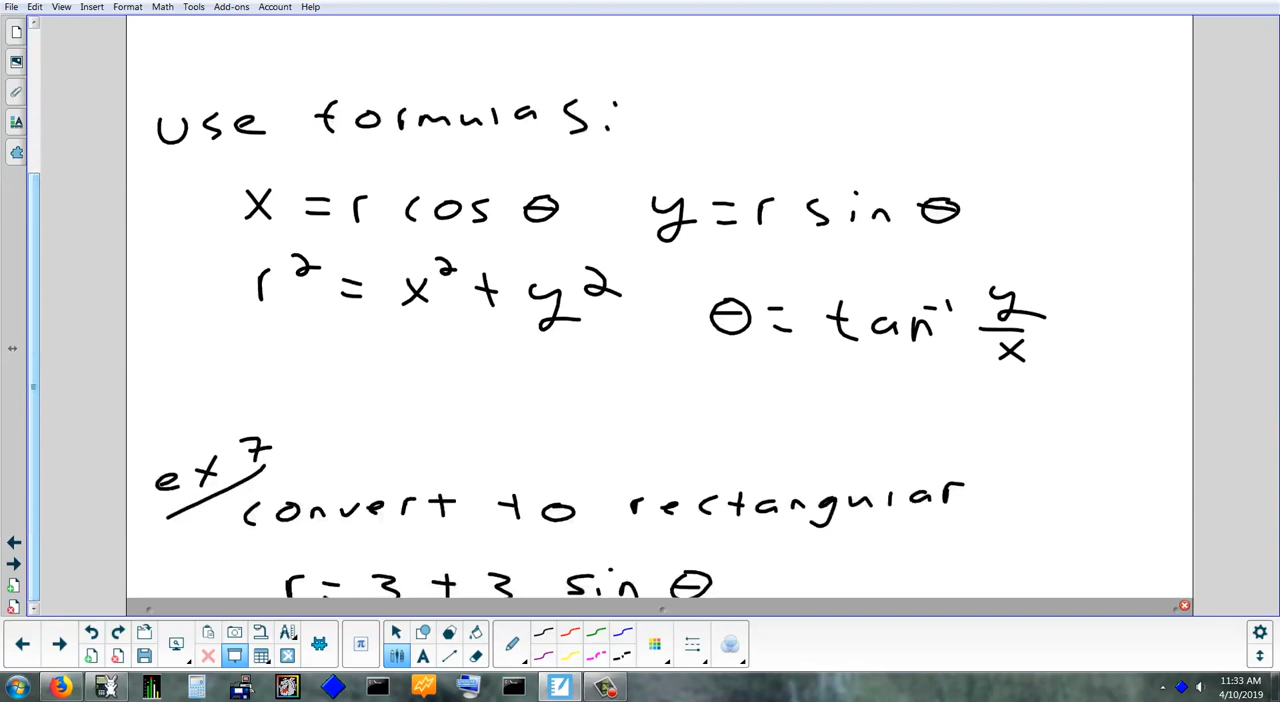 File Edit View Insert Format Math Tools Add-ons Account Help
use formulas:
x = r cos θ y = r sin θ
r² = x² + y² θ = tan⁻¹ y/x
ex 7
convert to rectangular
r = 3 + 3 sin θ
11:33 AM
4/10/2019